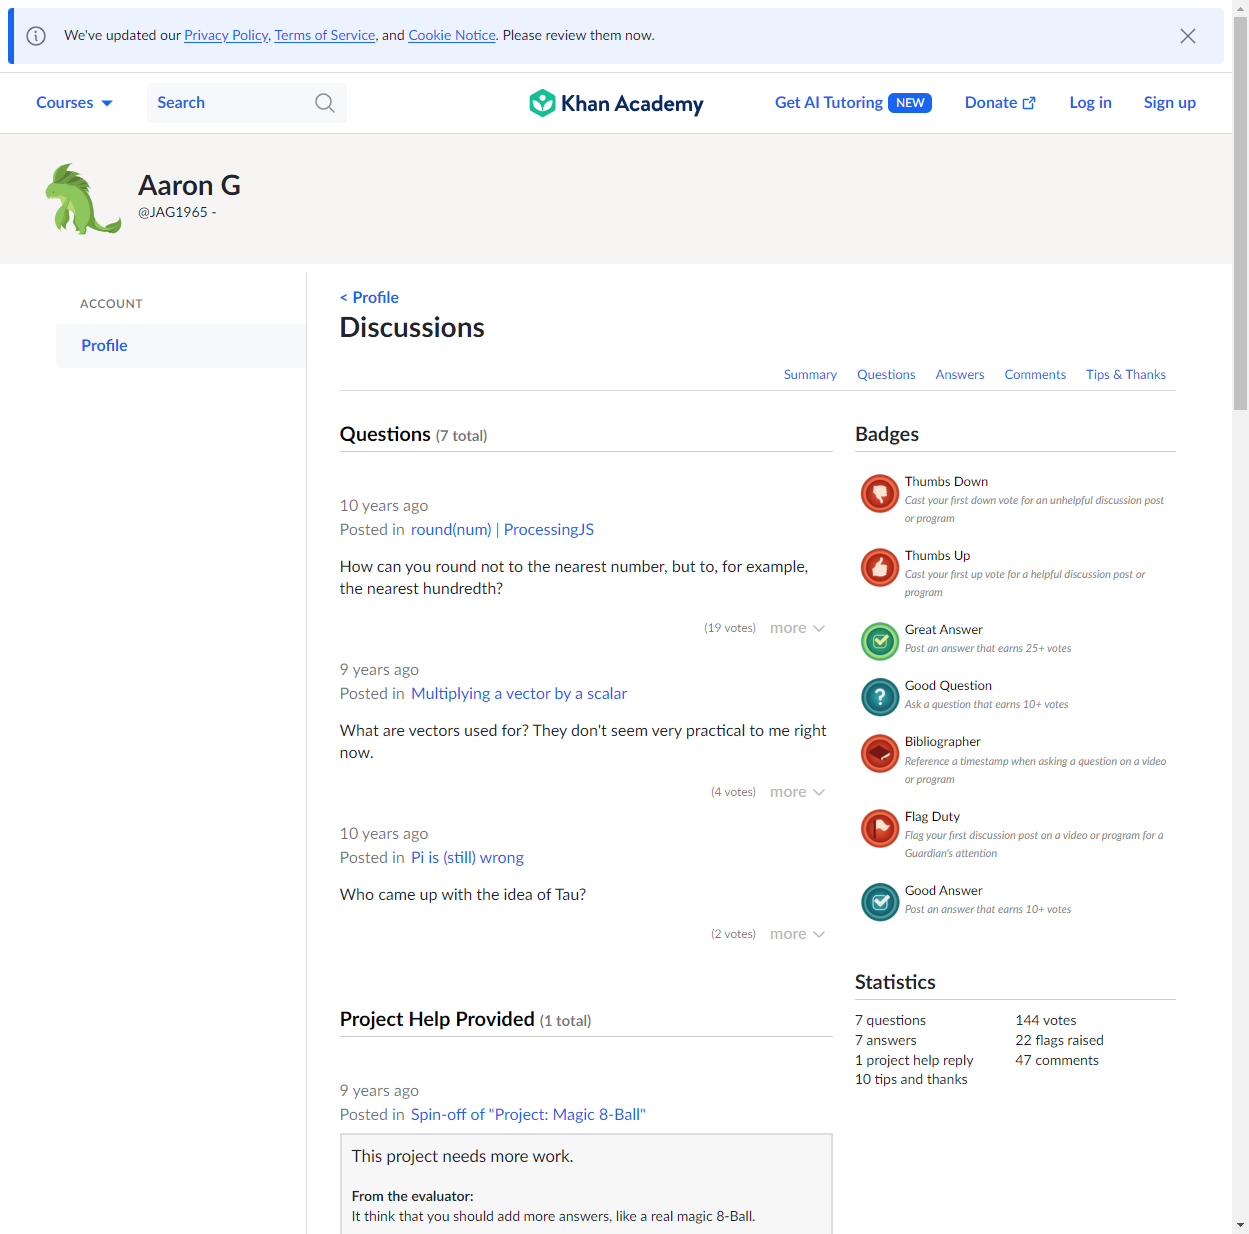 We've updated our Privacy Policy, Terms of Service, and Cookie Notice. Please review them now.
Courses
Search
Khan Academy
Get AI Tutoring NEW
Donate
Log in
Sign up
Aaron G
@JAG1965 -
ACCOUNT
Profile
< Profile
Discussions
Summary
Questions
Answers
Comments
Tips & Thanks
Questions (7 total)
10 years ago
Posted in round(num) | ProcessingJS
How can you round not to the nearest number, but to, for example,
the nearest hundredth?
(19 votes) more
9 years ago
Posted in Multiplying a vector by a scalar
What are vectors used for? They don't seem very practical to me right
now.
(4 votes) more
10 years ago
Posted in Pi is (still) wrong
Who came up with the idea of Tau?
(2 votes) more
Project Help Provided (1 total)
9 years ago
Posted in Spin-off of "Project: Magic 8-Ball"
This project needs more work.
From the evaluator:
It think that you should add more answers, like a real magic 8-Ball.
Badges
Thumbs Down
Cast your first down vote for an unhelpful discussion post
or program
Thumbs Up
Cast your first up vote for a helpful discussion post or
program
Great Answer
Post an answer that earns 25+ votes
Good Question
Ask a question that earns 10+ votes
Bibliographer
Reference a timestamp when asking a question on a video
or program
Flag Duty
Flag your first discussion post on a video or program for a
Guardian's attention
Good Answer
Post an answer that earns 10+ votes
Statistics
7 questions
7 answers
1 project help reply
10 tips and thanks
144 votes
22 flags raised
47 comments